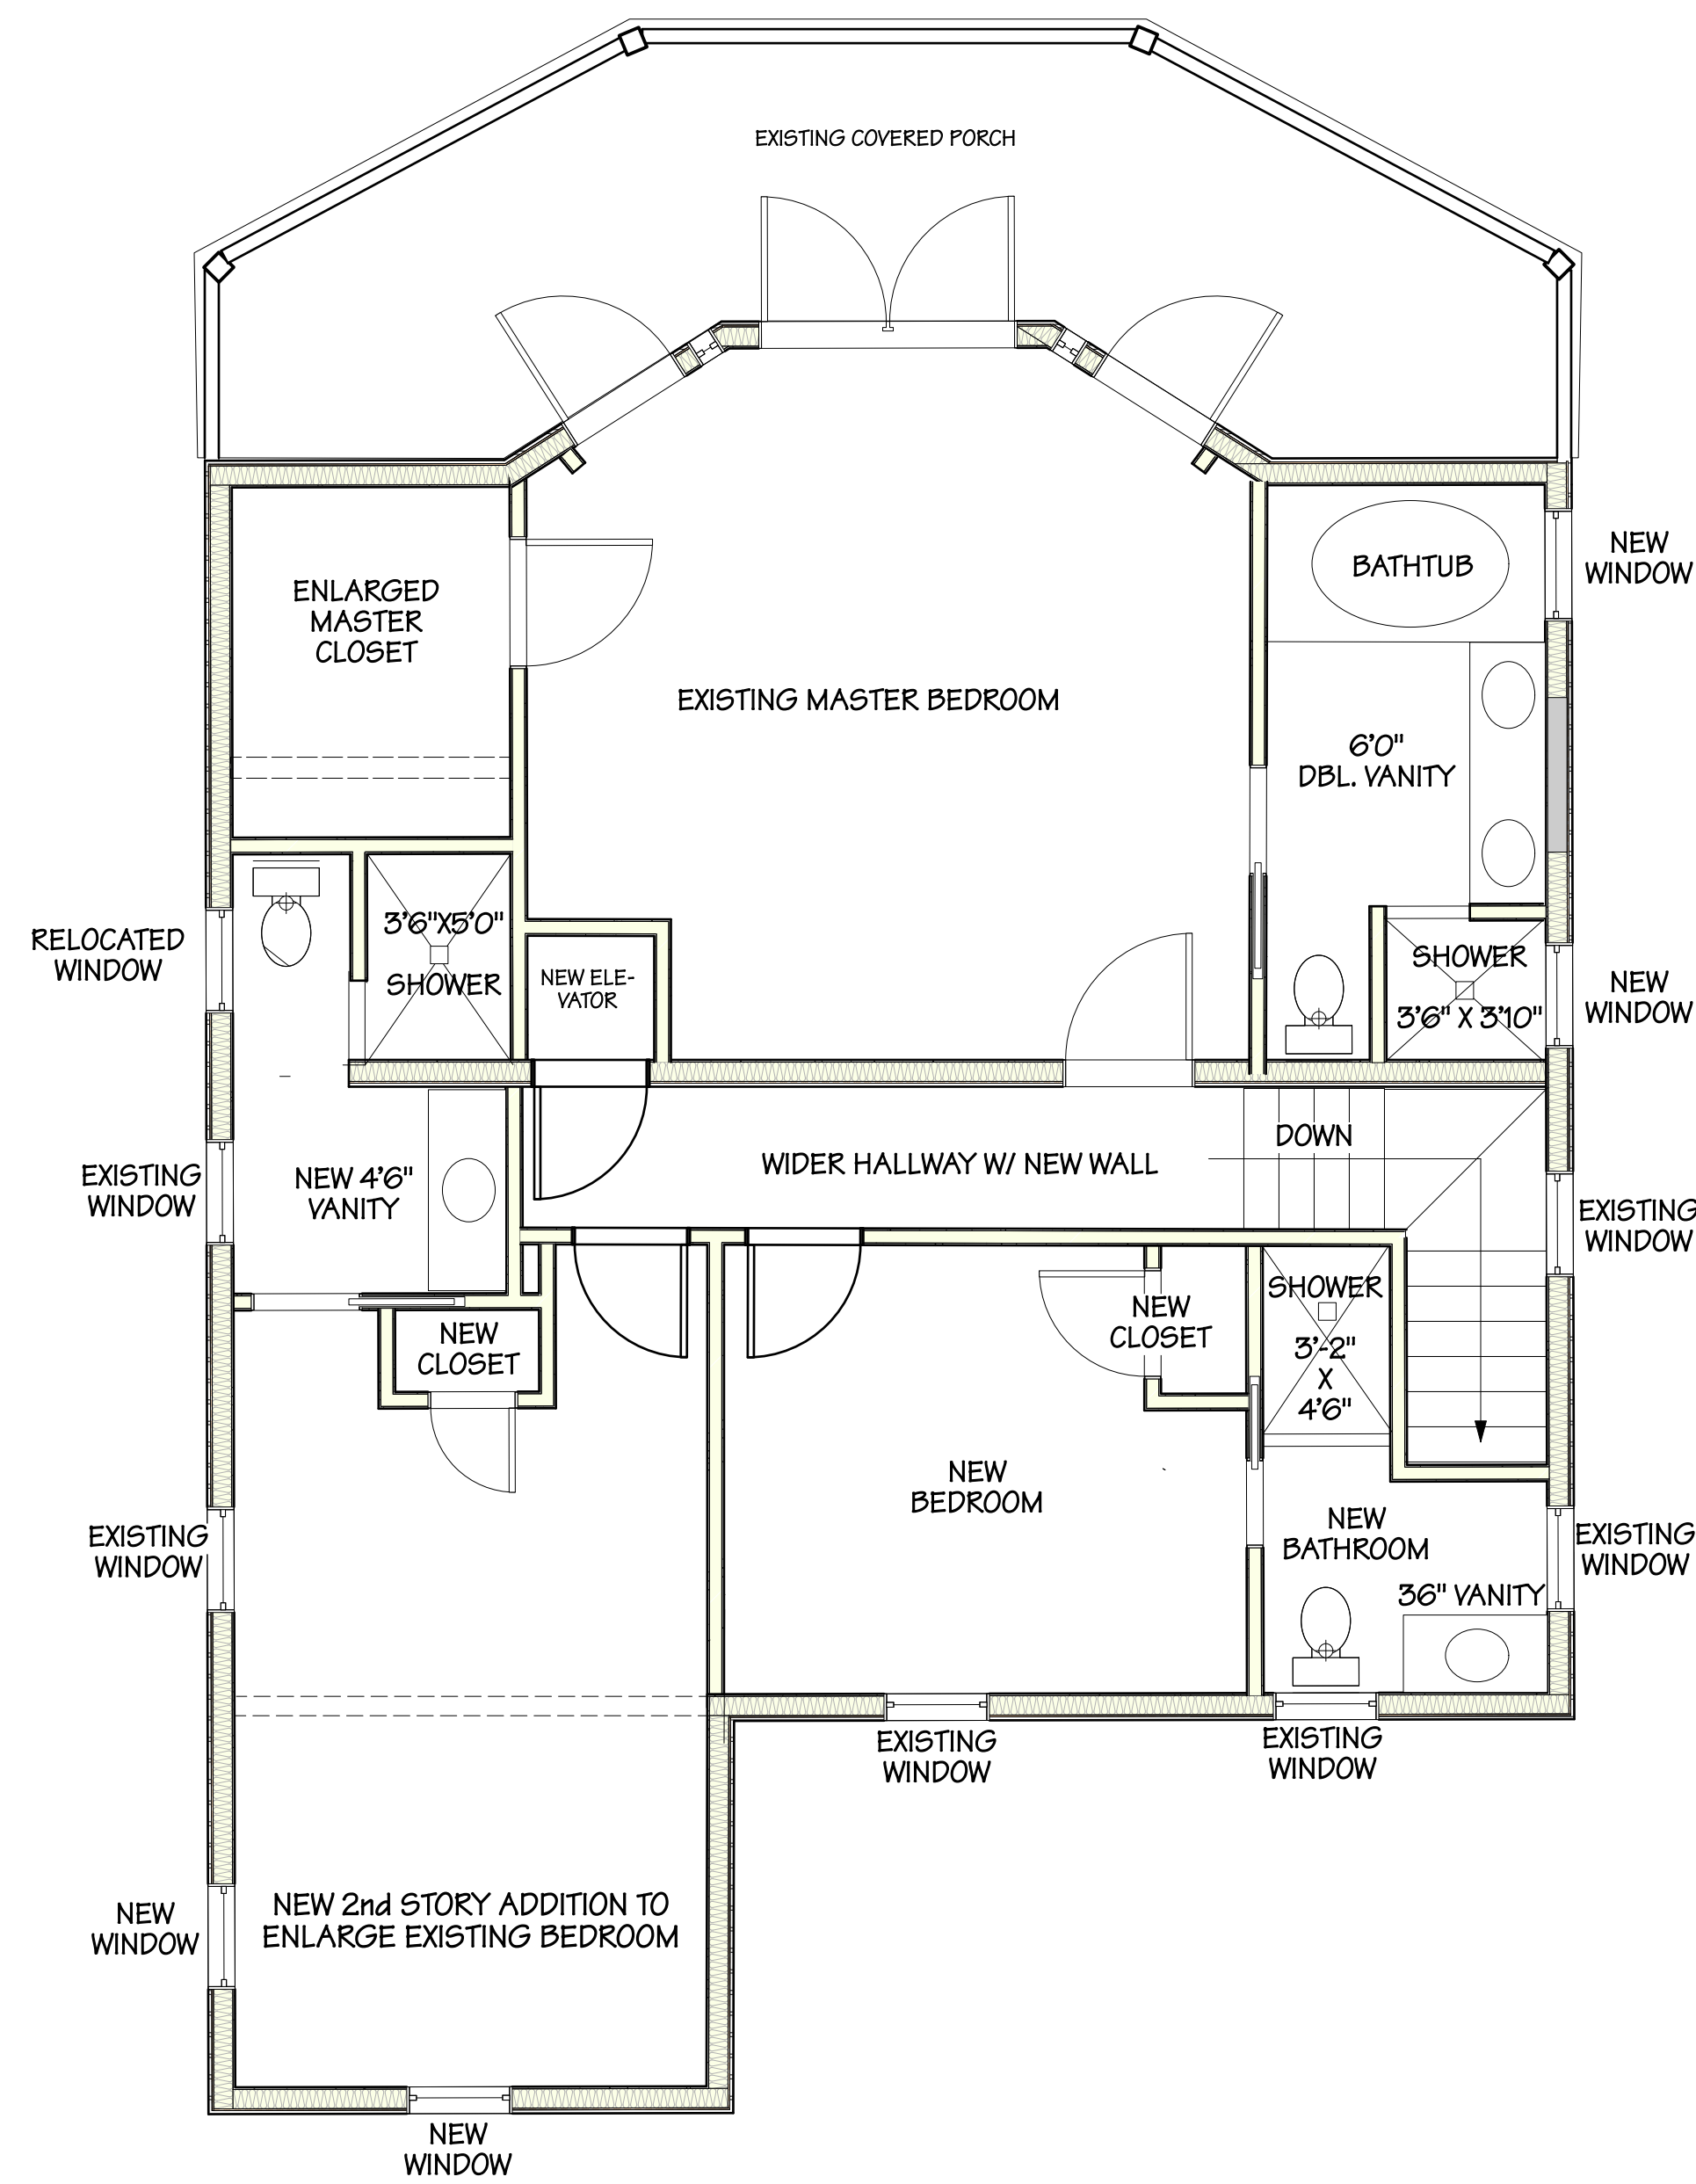 EXISTING COVERED PORCH
NEW
WINDOW
BATHTUB
ENLARGED
MASTER
CLOSET
EXISTING MASTER BEDROOM
6'0"
DBL. VANITY
RELOCATED
WINDOW
3'6"X5'0"
SHOWER
NEW ELE-
VATOR
SHOWER
3'6" X 3'10"
NEW
WINDOW
DOWN
WIDER HALLWAY W/ NEW WALL
EXISTING
WINDOW
NEW 4'6"
VANITY
EXISTING
WINDOW
NEW
CLOSET
NEW
CLOSET
SHOWER
3'-2"
X
4'6"
NEW
BEDROOM
EXISTING
WINDOW
NEW
BATHROOM
EXISTING
WINDOW
36" VANITY
EXISTING
WINDOW
EXISTING
WINDOW
NEW 2nd STORY ADDITION TO
ENLARGE EXISTING BEDROOM
NEW
WINDOW
NEW
WINDOW